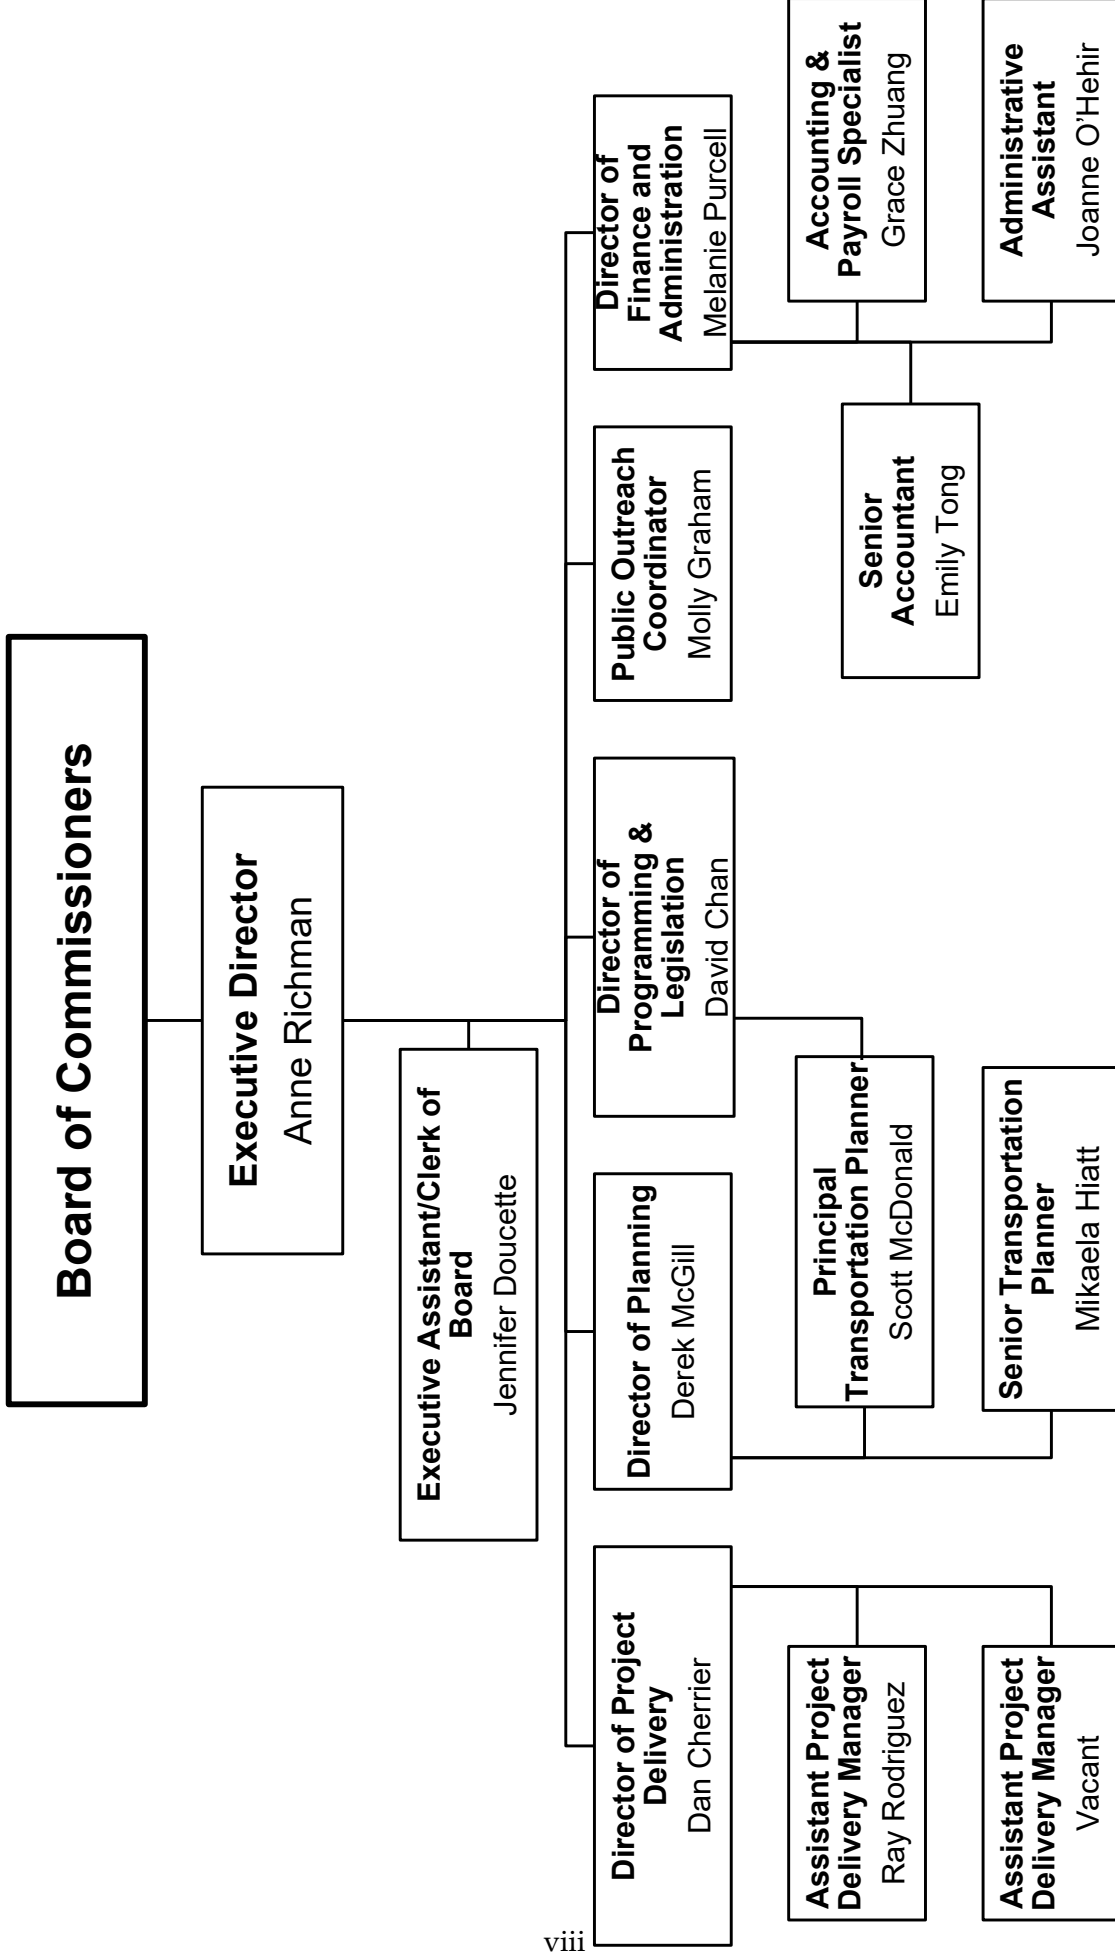 Board of Commissioners
Executive Director
Anne Richman
Executive Assistant/Clerk of
Board
Jennifer Doucette
Director of Project
Delivery
Dan Cherrier
Director of Planning
Derek McGill
Director of
Programming &
Legislation
David Chan
Public Outreach
Coordinator
Molly Graham
Director of
Finance and
Administration
Melanie Purcell
Assistant Project
Delivery Manager
Ray Rodriguez
Principal
Transportation Planner
Scott McDonald
Senior
Accountant
Emily Tong
Accounting &
Payroll Specialist
Grace Zhuang
Assistant Project
Delivery Manager
Vacant
Senior Transportation
Planner
Mikaela Hiatt
Administrative
Assistant
Joanne O'Hehir
viii